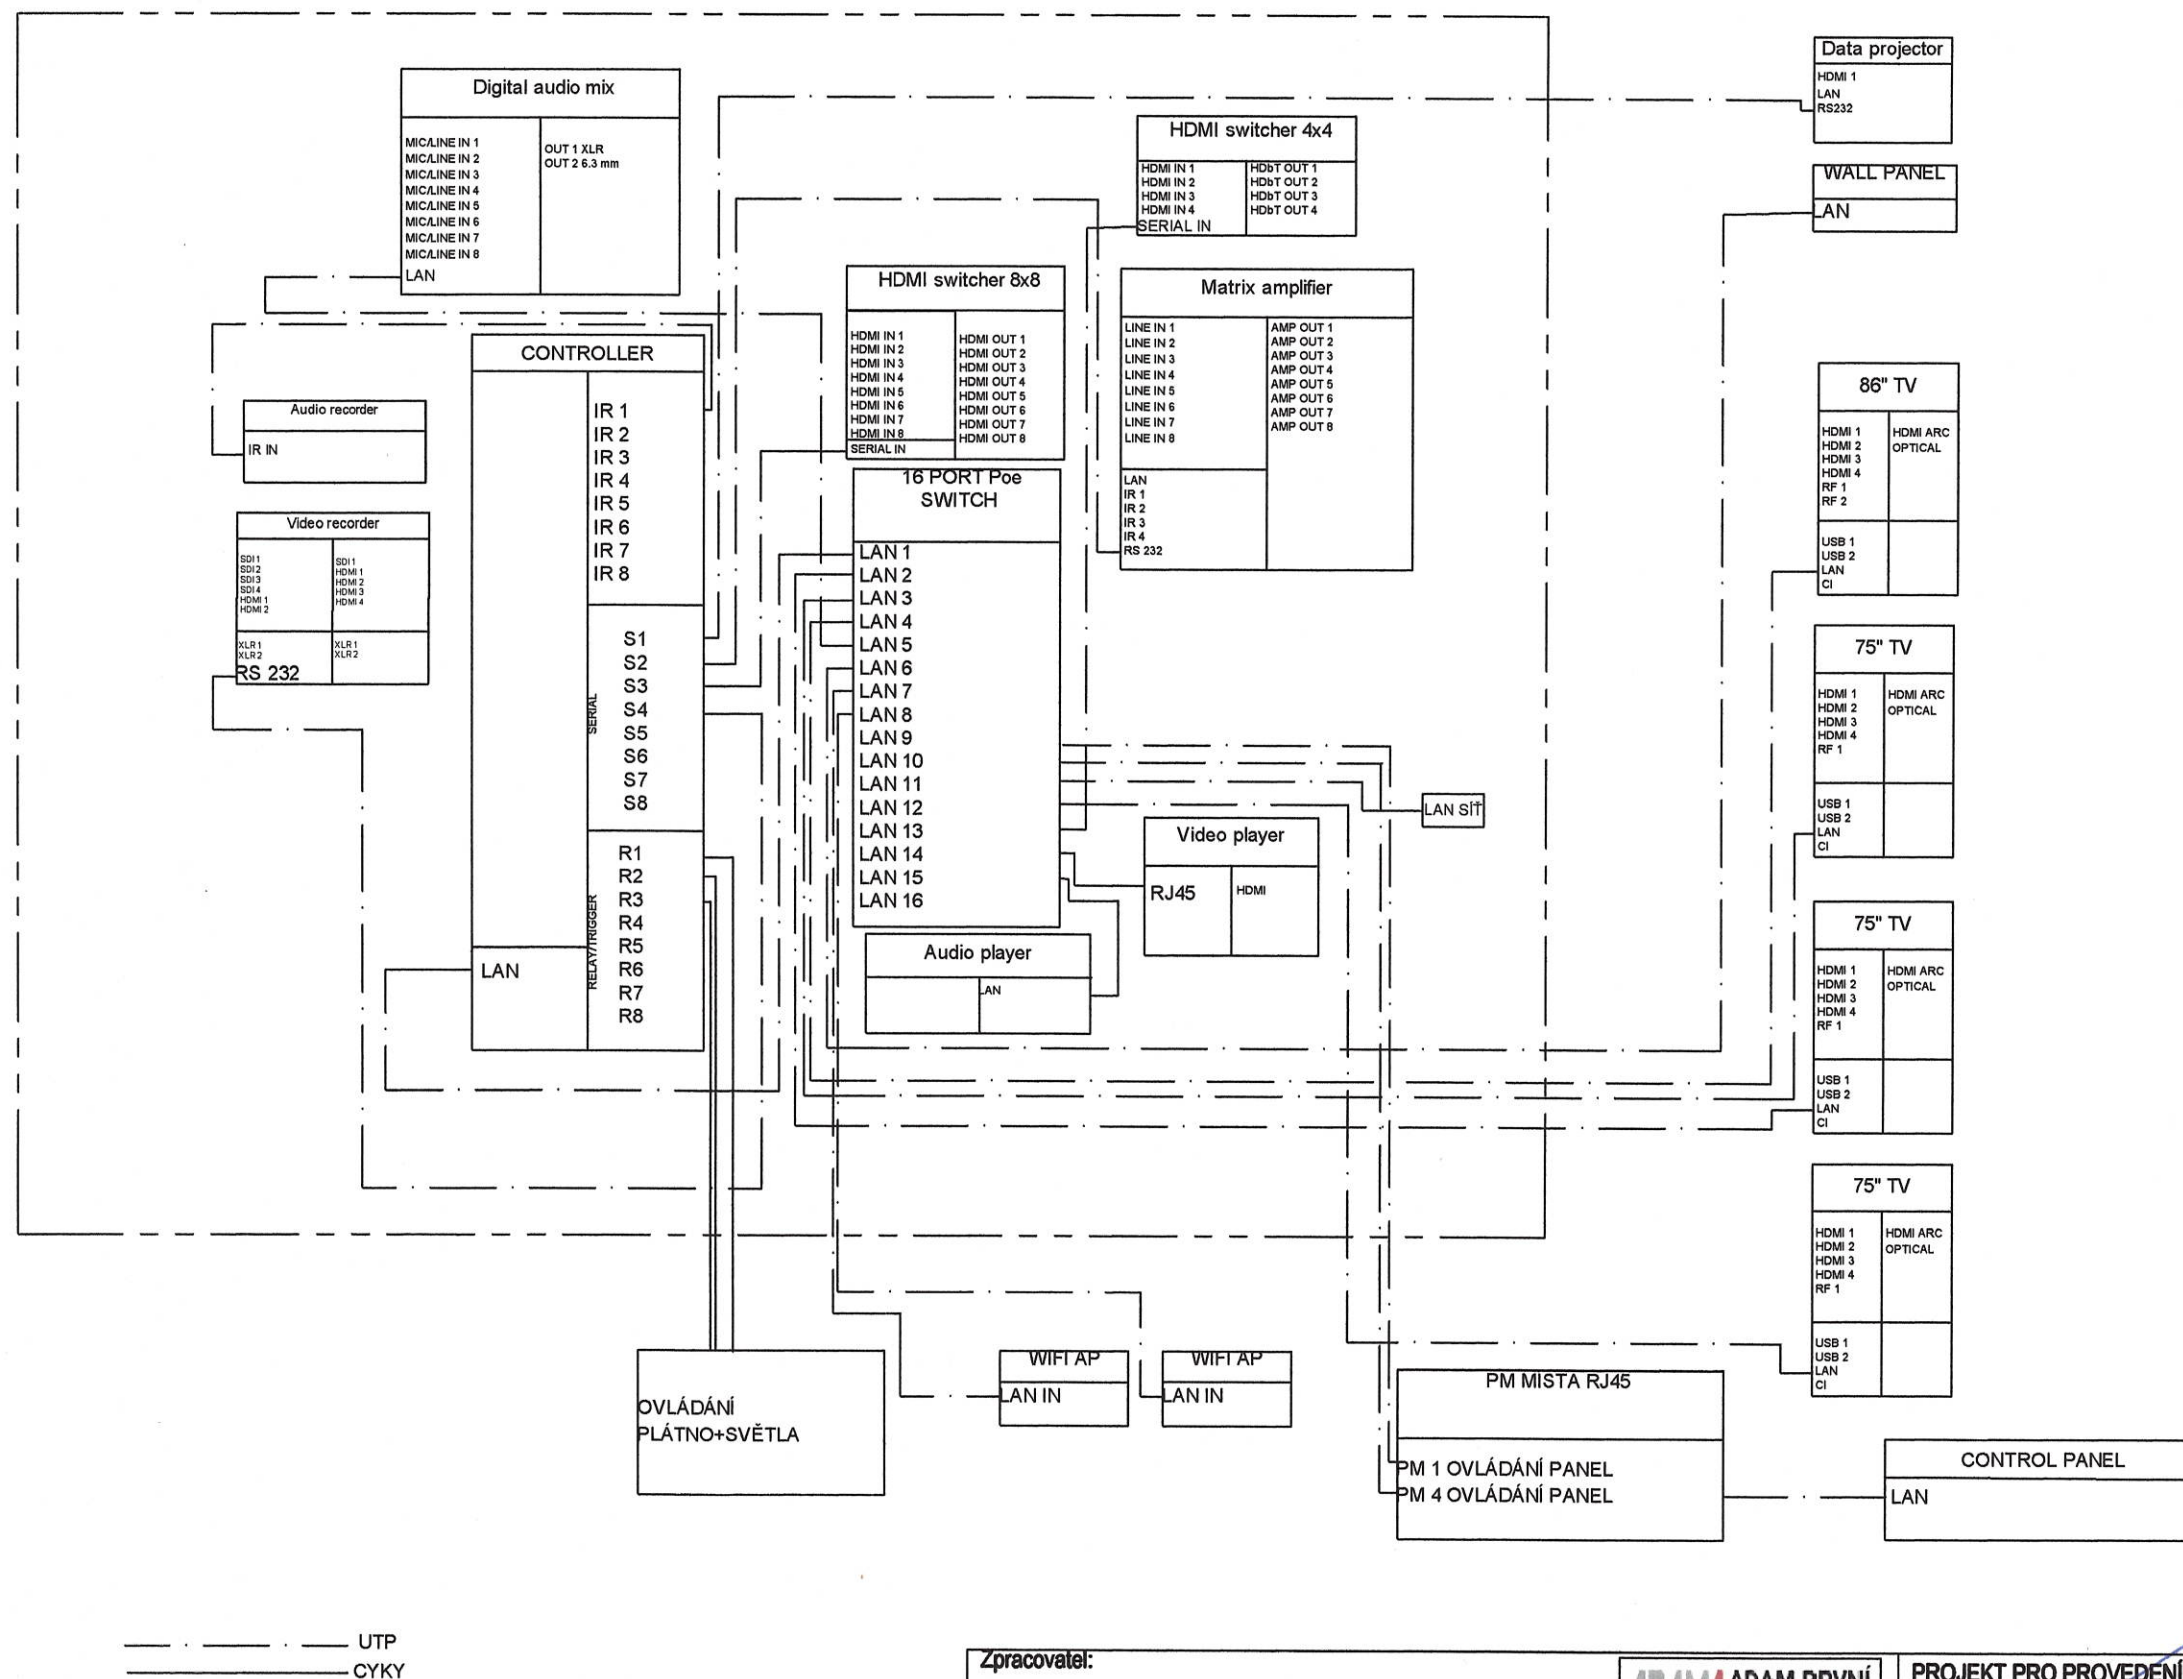 Digital audio mix
MIC/LINE IN 1
MIC/LINE IN 2
MIC/LINE IN 3
MIC/LINE IN 4
MIC/LINE IN 5
MIC/LINE IN 6
MIC/LINE IN 7
MIC/LINE IN 8
LAN
OUT 1 XLR
OUT 2 6.3 mm
Data projector
HDMI 1
LAN
RS232
HDMI switcher 4x4
HDMI IN 1
HDMI IN 2
HDMI IN 3
HDMI IN 4
SERIAL IN
HDbT OUT 1
HDbT OUT 2
HDbT OUT 3
HDbT OUT 4
WALL PANEL
LAN
HDMI switcher 8x8
HDMI IN 1
HDMI IN 2
HDMI IN 3
HDMI IN 4
HDMI IN 5
HDMI IN 6
HDMI IN 7
HDMI IN 8
SERIAL IN
HDMI OUT 1
HDMI OUT 2
HDMI OUT 3
HDMI OUT 4
HDMI OUT 5
HDMI OUT 6
HDMI OUT 7
HDMI OUT 8
Matrix amplifier
LINE IN 1
LINE IN 2
LINE IN 3
LINE IN 4
LINE IN 5
LINE IN 6
LINE IN 7
LINE IN 8
AMP OUT 1
AMP OUT 2
AMP OUT 3
AMP OUT 4
AMP OUT 5
AMP OUT 6
AMP OUT 7
AMP OUT 8
LAN
IR 1
IR 2
IR 3
IR 4
RS 232
CONTROLLER
IR 1
IR 2
IR 3
IR 4
IR 5
IR 6
IR 7
IR 8
SERIAL
S1
S2
S3
S4
S5
S6
S7
S8
RELAY/TRIGGER
R1
R2
R3
R4
R5
R6
R7
R8
LAN
Audio recorder
IR IN
Video recorder
SDI 1
SDI 2
SDI 3
SDI 4
HDMI 1
HDMI 2
SDI 1
HDMI 1
HDMI 2
HDMI 3
HDMI 4
XLR 1
XLR 2
RS 232
XLR 1
XLR 2
16 PORT Poe
SWITCH
LAN 1
LAN 2
LAN 3
LAN 4
LAN 5
LAN 6
LAN 7
LAN 8
LAN 9
LAN 10
LAN 11
LAN 12
LAN 13
LAN 14
LAN 15
LAN 16
86" TV
HDMI 1
HDMI 2
HDMI 3
HDMI 4
RF 1
RF 2
HDMI ARC
OPTICAL
USB 1
USB 2
LAN
CI
75" TV
HDMI 1
HDMI 2
HDMI 3
HDMI 4
RF 1
HDMI ARC
OPTICAL
USB 1
USB 2
LAN
CI
LAN SÍŤ
Video player
RJ45
HDMI
Audio player
LAN
75" TV
HDMI 1
HDMI 2
HDMI 3
HDMI 4
RF 1
HDMI ARC
OPTICAL
USB 1
USB 2
LAN
CI
75" TV
HDMI 1
HDMI 2
HDMI 3
HDMI 4
RF 1
HDMI ARC
OPTICAL
USB 1
USB 2
LAN
CI
OVLÁDÁNÍ
PLÁTNO+SVĚTLA
WIFI AP
LAN IN
WIFI AP
LAN IN
PM MISTA RJ45
PM 1 OVLÁDÁNÍ PANEL
PM 4 OVLÁDÁNÍ PANEL
CONTROL PANEL
LAN
UTP
CYKY
Zpracovatel:
ADAM PRVNÍ
PROJEKT PRO PROVEDENÍ